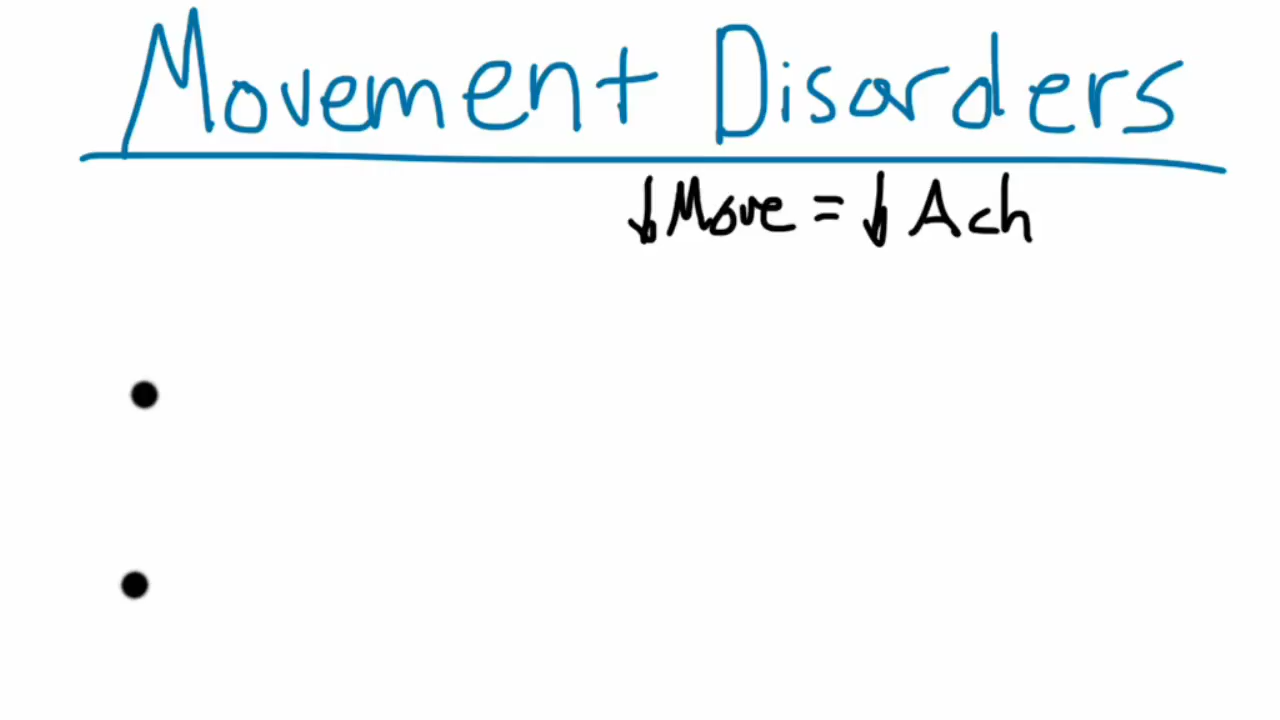 Movement Disorders
↓ Move = ↓ Ach